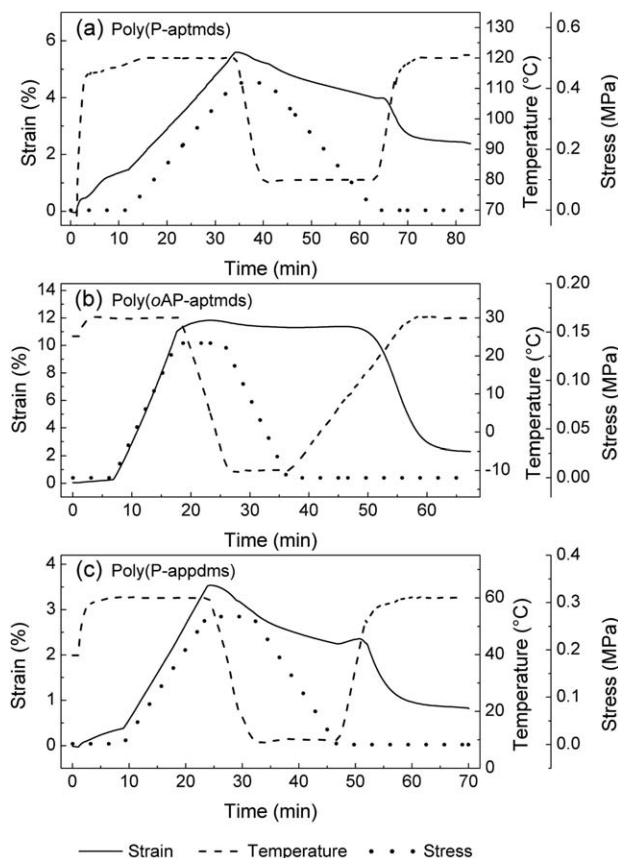 (a) Poly(P-aptmds)
Strain (%)
6
4
2
0
0 10 20 30 40 50 60 70 80
Time (min)
130
120
110
100
90
80
70
Temperature (°C)
0.6
0.4
0.2
0.0
Stress (MPa)
(b) Poly(oAP-aptmds)
Strain (%)
14
12
10
8
6
4
2
0
0 10 20 30 40 50 60
Time (min)
30
20
10
0
-10
Temperature (°C)
0.20
0.15
0.10
0.05
0.00
Stress (MPa)
(c) Poly(P-appdms)
Strain (%)
4
3
2
1
0
0 10 20 30 40 50 60 70
Time (min)
60
40
20
0
Temperature (°C)
0.4
0.3
0.2
0.1
0.0
Stress (MPa)
Strain Temperature Stress